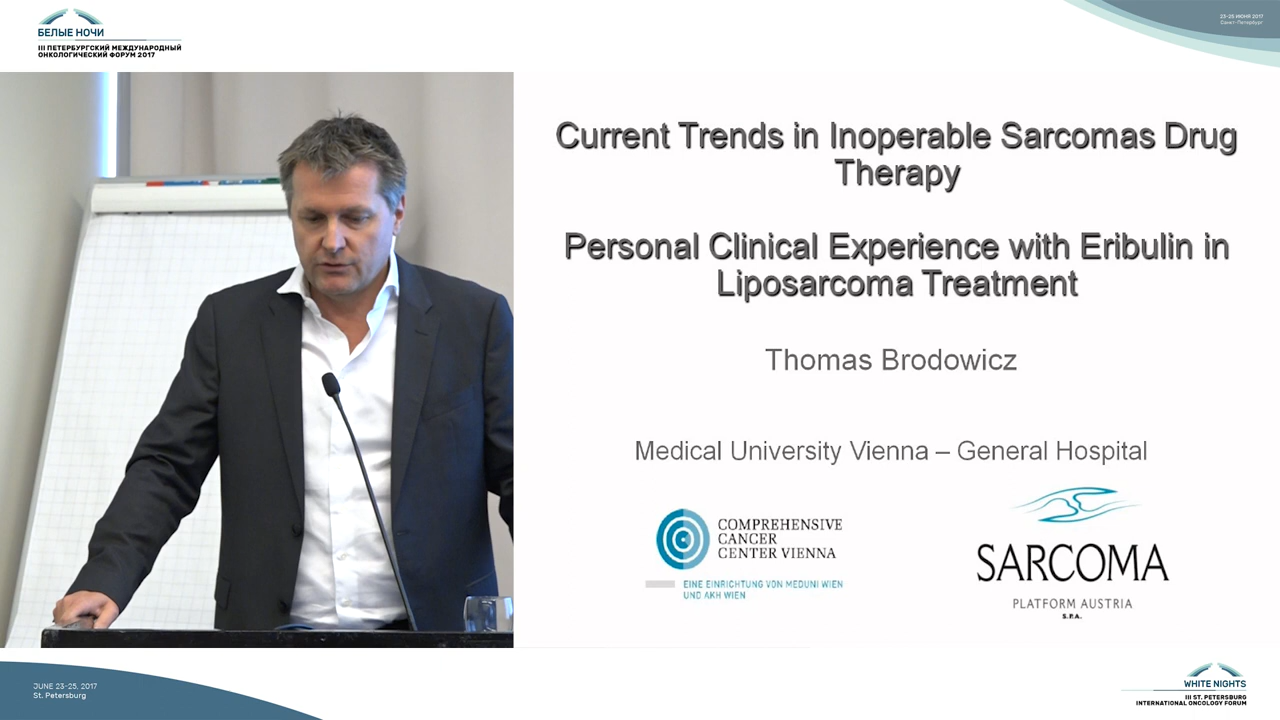 БЕЛЫЕ НОЧИ
III ПЕТЕРБУРГСКИЙ МЕЖДУНАРОДНЫЙ
ОНКОЛОГИЧЕСКИЙ ФОРУМ 2017
23-25 ИЮНЯ 2017
Санкт-Петербург
Current Trends in Inoperable Sarcomas Drug
Therapy
Personal Clinical Experience with Eribulin in
Liposarcoma Treatment
Thomas Brodowicz
Medical University Vienna – General Hospital
COMPREHENSIVE
CANCER
CENTER VIENNA
EINE EINRICHTUNG VON MEDUNI WIEN
UND AKH WIEN
SARCOMA
PLATFORM AUSTRIA
S.P.A.
JUNE 23-25, 2017
St. Petersburg
WHITE NIGHTS
III ST. PETERSBURG
INTERNATIONAL ONCOLOGY FORUM